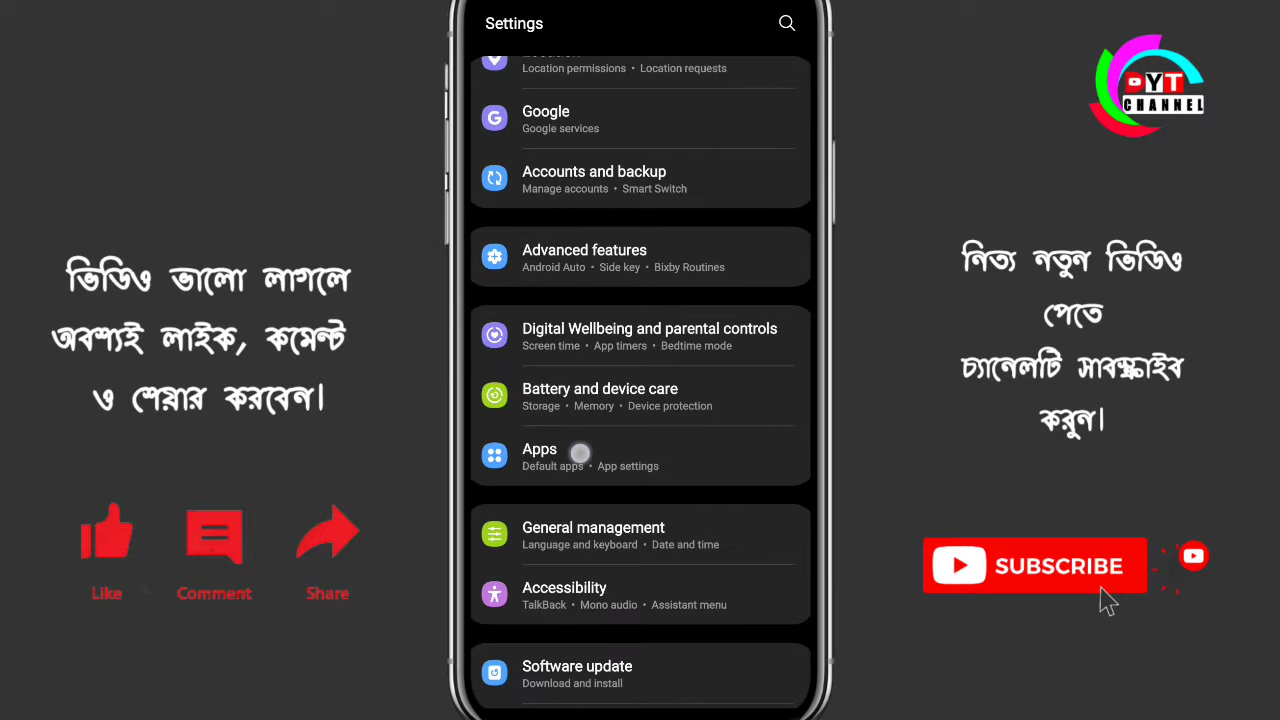 Settings
Location
Location permissions • Location requests
Google
Google services
Accounts and backup
Manage accounts • Smart Switch
Advanced features
Android Auto • Side key • Bixby Routines
Digital Wellbeing and parental controls
Screen time • App timers • Bedtime mode
Battery and device care
Storage • Memory • Device protection
Apps
Default apps • App settings
General management
Language and keyboard • Date and time
Accessibility
TalkBack • Mono audio • Assistant menu
Software update
Download and install
ভিডিও ভালো লাগলে
অবশ্যই লাইক, কমেন্ট
ও শেয়ার করবেন।
Like
Comment
Share
PYT
CHANNEL
নিত্য নতুন ভিডিও
পেতে
চ্যানেলটি সাবস্ক্রাইব
করুন।
SUBSCRIBE